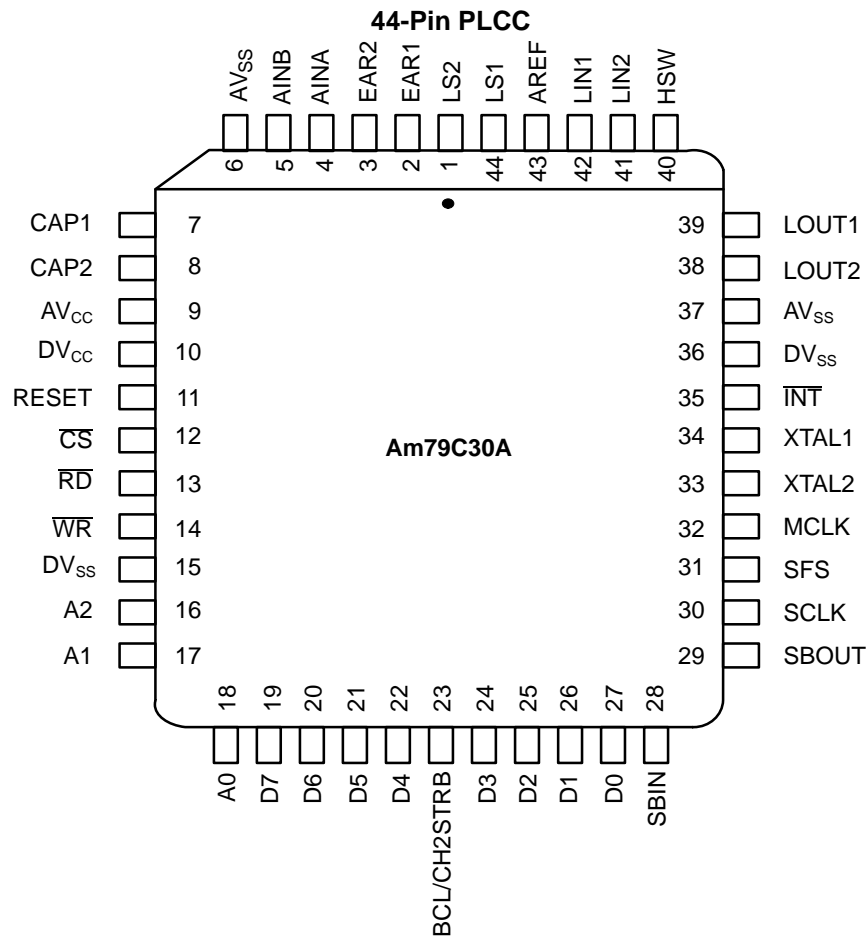 44-Pin PLCC
AVSS
AINB
AINA
EAR2
EAR1
LS2
LS1
AREF
LIN1
LIN2
HSW
6
5
4
3
2
1
44
43
42
41
40
CAP1 7
CAP2 8
AVCC 9
DVCC 10
RESET 11
CS 12
RD 13
WR 14
DVSS 15
A2 16
A1 17
Am79C30A
39 LOUT1
38 LOUT2
37 AVSS
36 DVSS
35 INT
34 XTAL1
33 XTAL2
32 MCLK
31 SFS
30 SCLK
29 SBOUT
18
19
20
21
22
23
24
25
26
27
28
A0
D7
D6
D5
D4
BCL/CH2STRB
D3
D2
D1
D0
SBIN